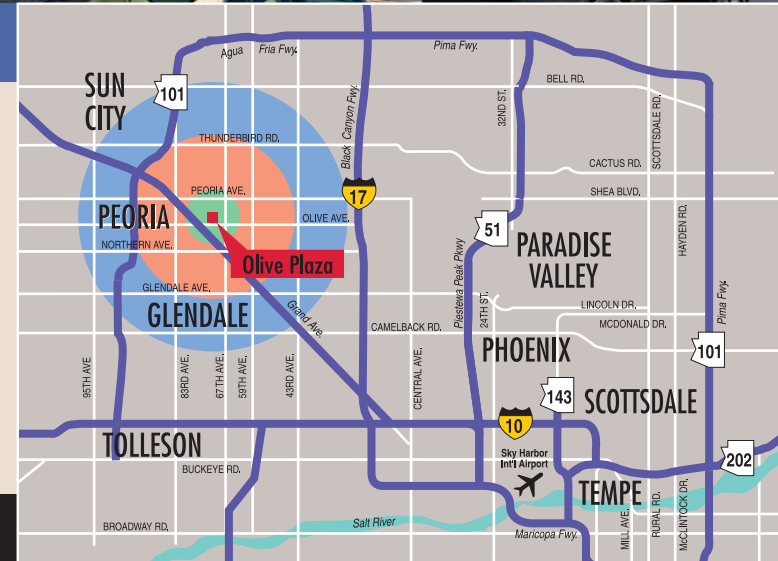 Agua
Fria Fwy.
Pima Fwy.
SUN
CITY
101
Black Canyon Fwy.
32ND ST.
BELL RD.
SCOTTSDALE RD.
THUNDERBIRD RD.
CACTUS RD.
PEORIA AVE.
17
SHEA BLVD.
PEORIA
OLIVE AVE.
51
HAYDEN RD.
NORTHERN AVE.
Olive Plaza
PARADISE
VALLEY
Piestewa Peak Pkwy
24TH ST.
GLENDALE AVE.
GLENDALE
Grand Ave.
LINCOLN DR.
Pima Fwy.
CAMELBACK RD.
MCDONALD DR.
PHOENIX
101
95TH AVE
83RD AVE.
67 TH AVE.
59TH AVE.
43RD AVE.
CENTRAL AVE.
143
SCOTTSDALE
10
TOLLESON
Sky Harbor
Int'l Airport
202
BUCKEYE RD.
TEMPE
Salt River
BROADWAY RD.
Maricopa Fwy.
MILL AVE.
RURAL RD.
McCLINTOCK DR.